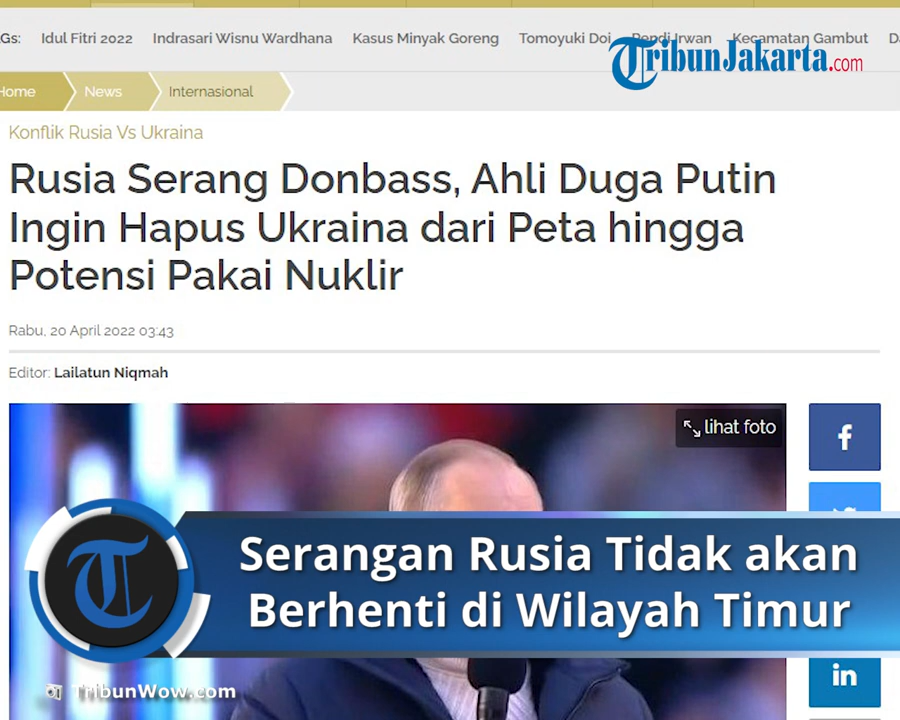 Gs: Idul Fitri 2022 Indrasari Wisnu Wardhana Kasus Minyak Goreng Tomoyuki Doi Rendi Irwan Kecamatan Gambut
TribunJakarta.com
Home News Internasional
Konflik Rusia Vs Ukraina
Rusia Serang Donbass, Ahli Duga Putin
Ingin Hapus Ukraina dari Peta hingga
Potensi Pakai Nuklir
Rabu, 20 April 2022 03:43
Editor: Lailatun Niqmah
lihat foto
f
Serangan Rusia Tidak akan
Berhenti di Wilayah Timur
in
TribunWow.com